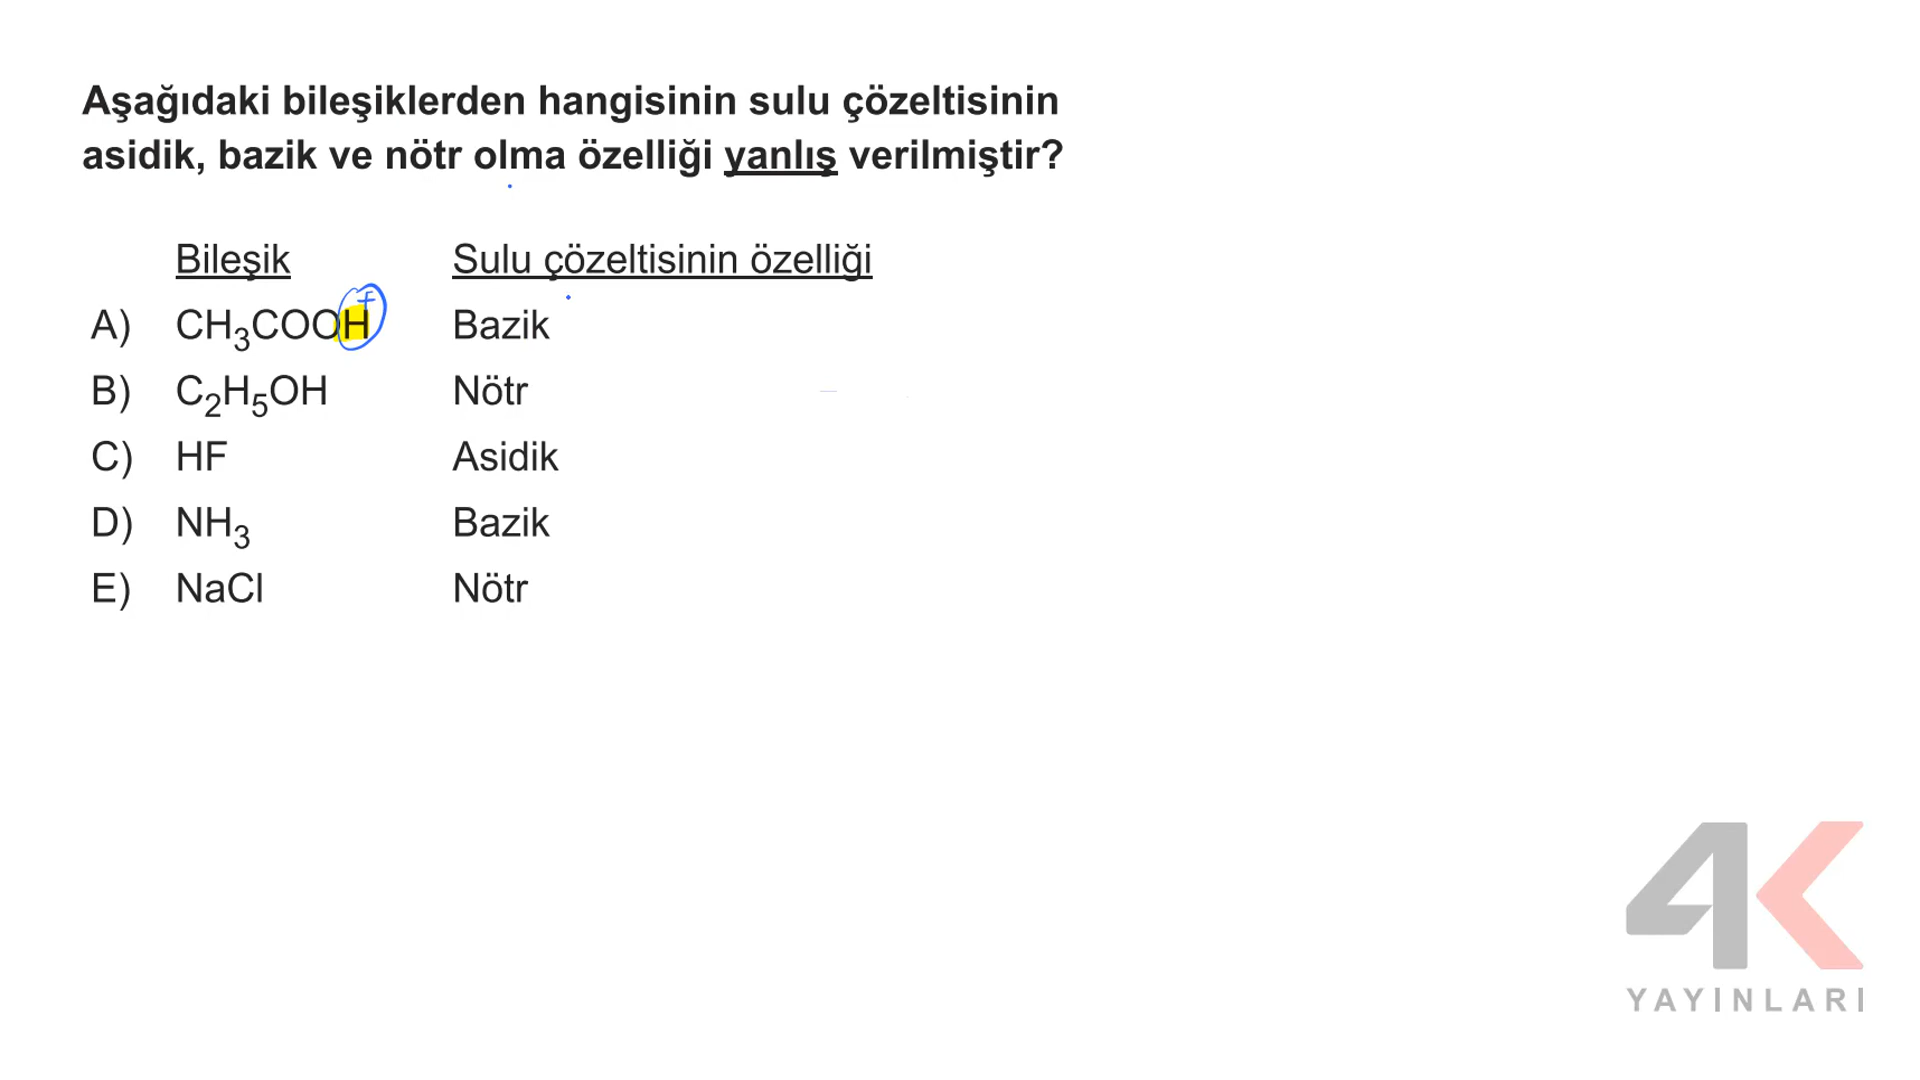 Aşağıdaki bileşiklerden hangisinin sulu çözeltisinin
asidik, bazik ve nötr olma özelliği yanlış verilmiştir?
Bileşik Sulu çözeltisinin özelliği
A) CH₃COOH⁺ Bazik
B) C₂H₅OH Nötr
C) HF Asidik
D) NH₃ Bazik
E) NaCl Nötr
4K
YAYINLARI